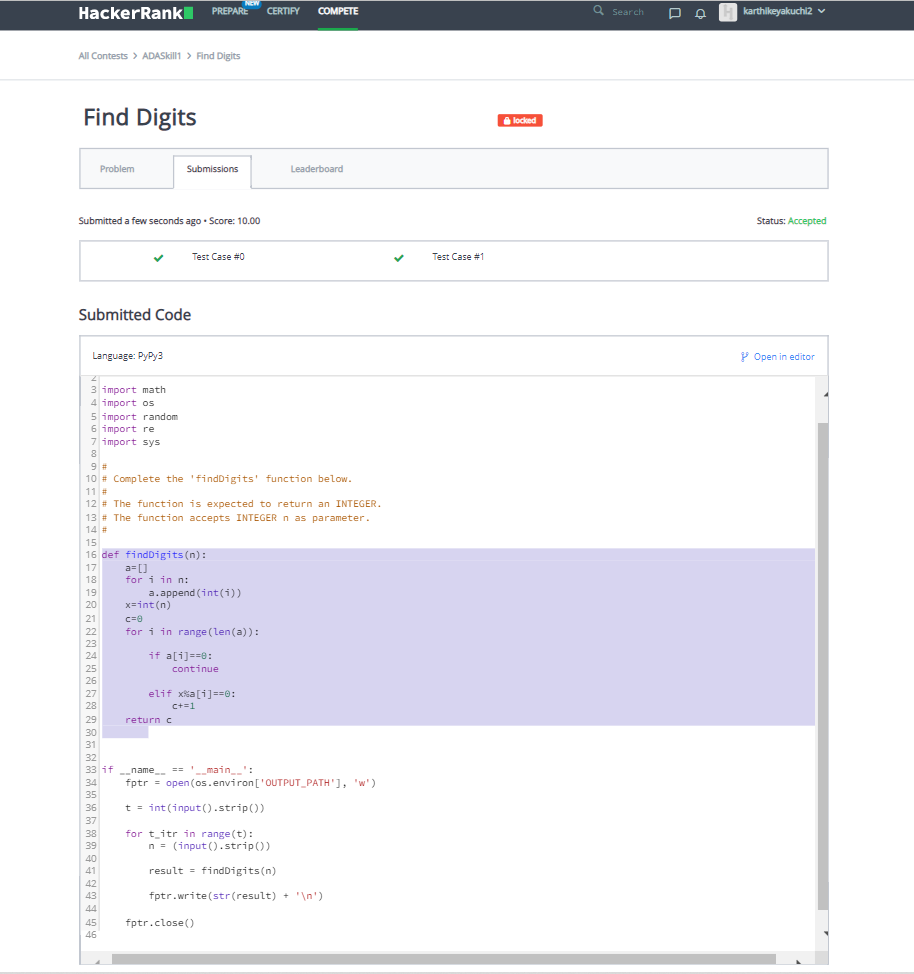 HackerRank PREPARE NEW CERTIFY COMPETE Search H karthikeyakuchi2
All Contests > ADASkill1 > Find Digits
Find Digits locked
Problem Submissions Leaderboard
Submitted a few seconds ago • Score: 10.00 Status: Accepted
Test Case #0 Test Case #1
Submitted Code
Language: PyPy3 Open in editor
2
3 import math
4 import os
5 import random
6 import re
7 import sys
8
9 #
10 # Complete the 'findDigits' function below.
11 #
12 # The function is expected to return an INTEGER.
13 # The function accepts INTEGER n as parameter.
14 #
15
16 def findDigits(n):
17     a=[]
18     for i in n:
19         a.append(int(i))
20     x=int(n)
21     c=0
22     for i in range(len(a)):
23
24         if a[i]==0:
25             continue
26
27         elif x%a[i]==0:
28             c+=1
29     return c
30
31
32
33 if __name__ == '__main__':
34     fptr = open(os.environ['OUTPUT_PATH'], 'w')
35
36     t = int(input().strip())
37
38     for t_itr in range(t):
39         n = (input().strip())
40
41         result = findDigits(n)
42
43         fptr.write(str(result) + '\n')
44
45     fptr.close()
46